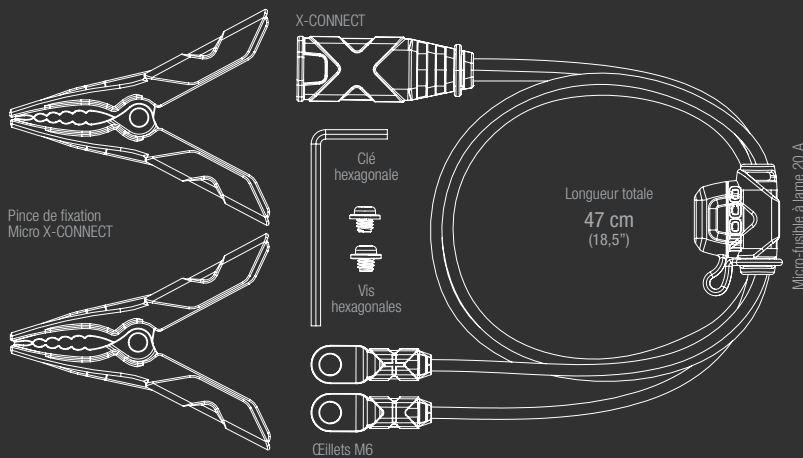 X-CONNECT
Clé
hexagonale
Pince de fixation
Micro X-CONNECT
Vis
hexagonales
Longueur totale
47 cm
(18,5")
Micro-fusible à lame 20 A
NOCO
Œillets M6